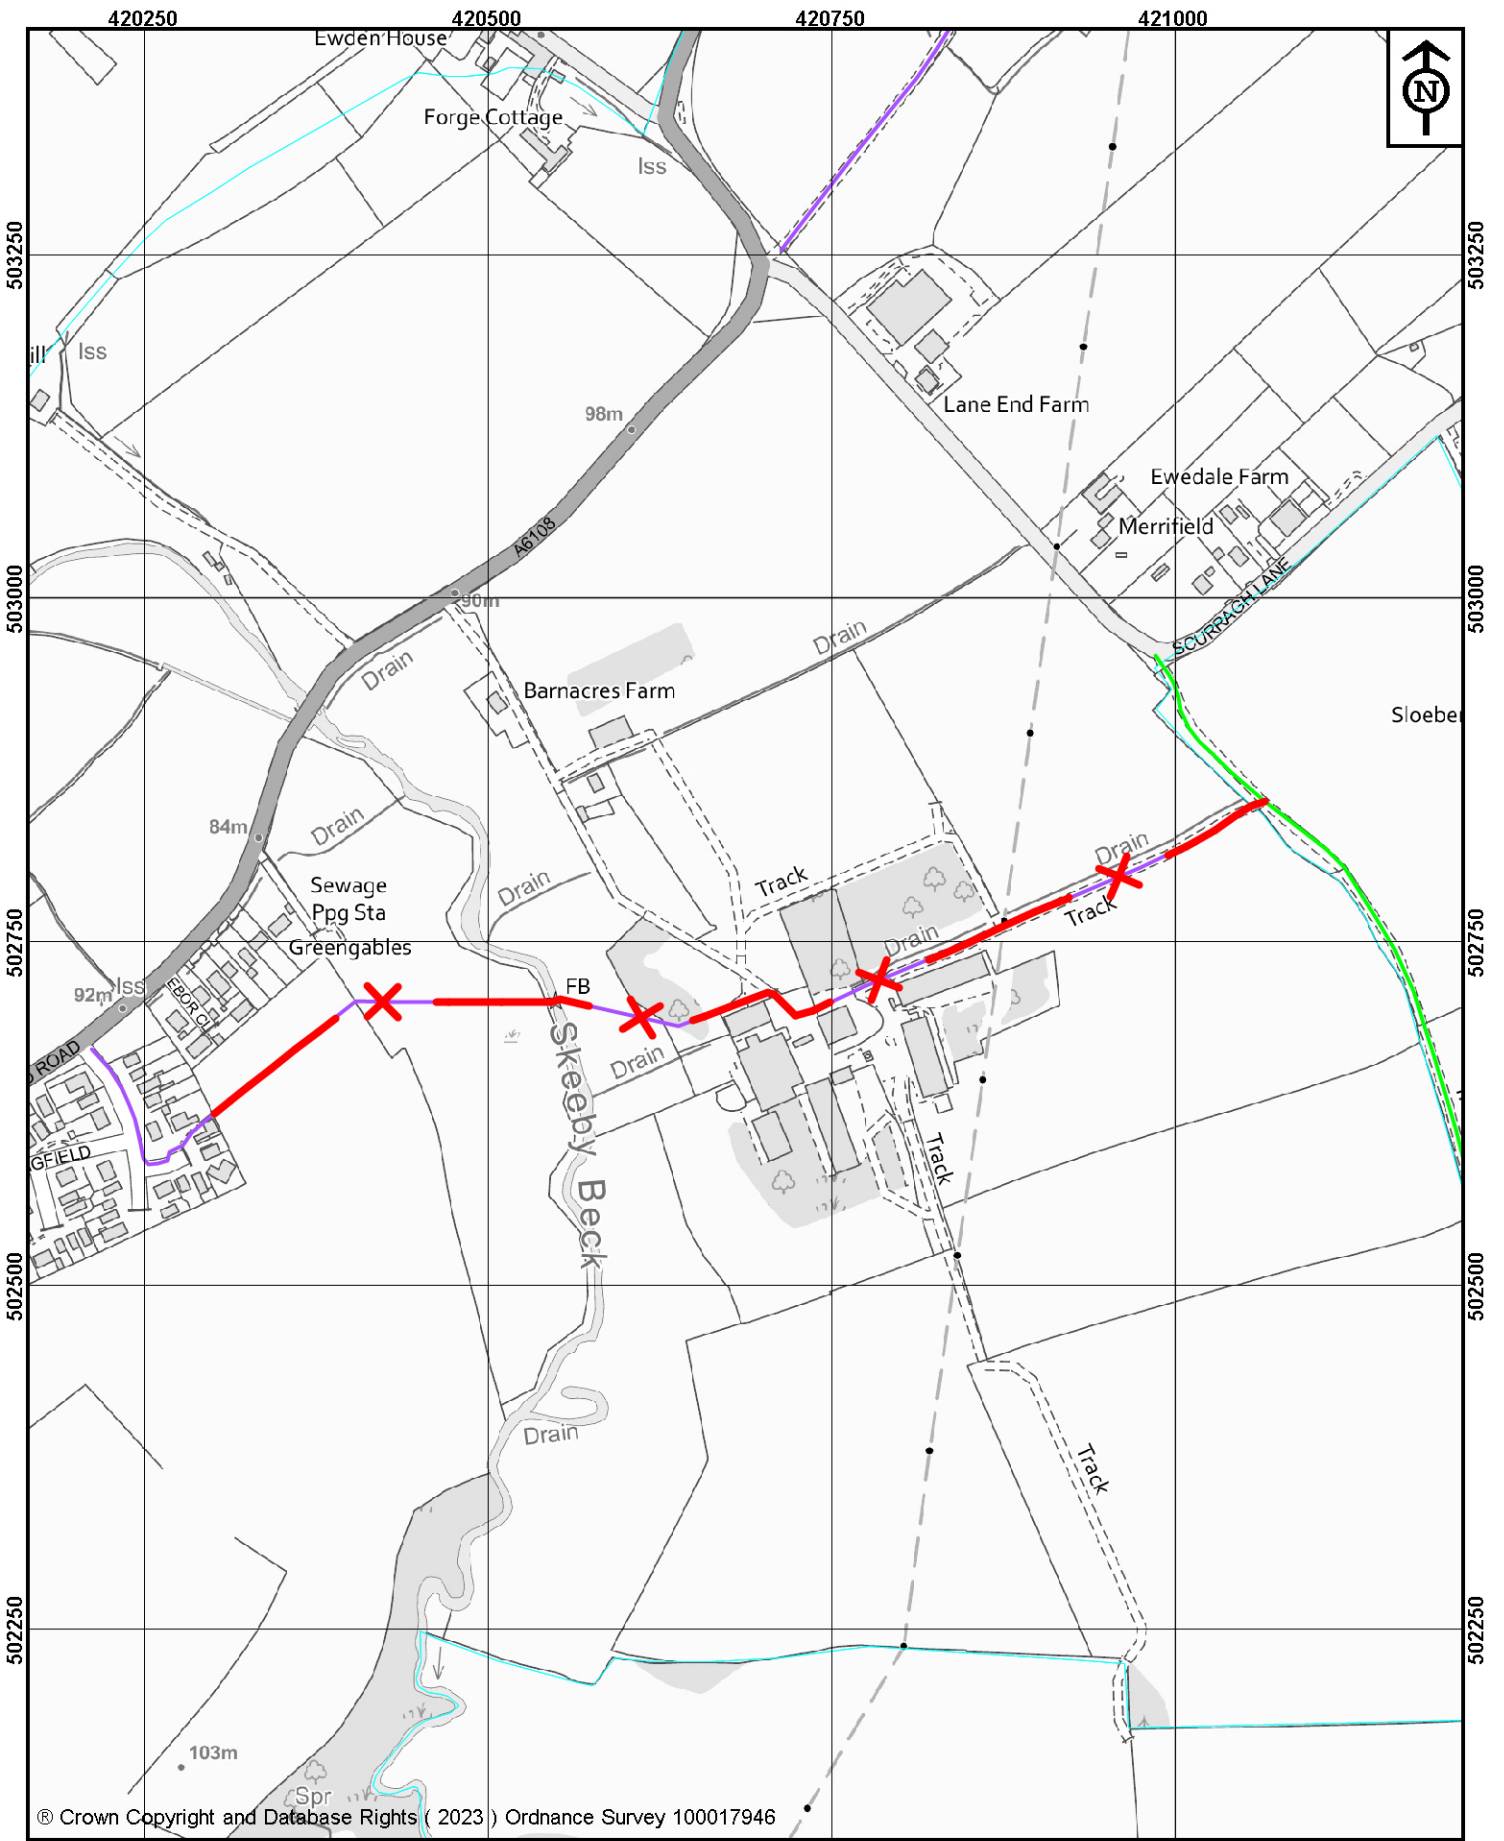 420250
420500
420750
421000
Ewden House
N
Forge Cottage
Iss
503250
503250
ill
Iss
Lane End Farm
98m
Ewedale Farm
Merrifield
A6108
503000
90m
503000
SCURRAGH LANE
Drain
Drain
Barnacres Farm
Sloeber
84m
Drain
Drain
Sewage
Ppg Sta
Track
Drain
Greengables
502750
502750
Track
Drain
Iss
92m
FB
EBOR C
D ROAD
Drain
Skeeby Beck
GFIELD
Track
502500
502500
Drain
Track
502250
502250
103m
Spr
® Crown Copyright and Database Rights ( 2023 ) Ordnance Survey 100017946